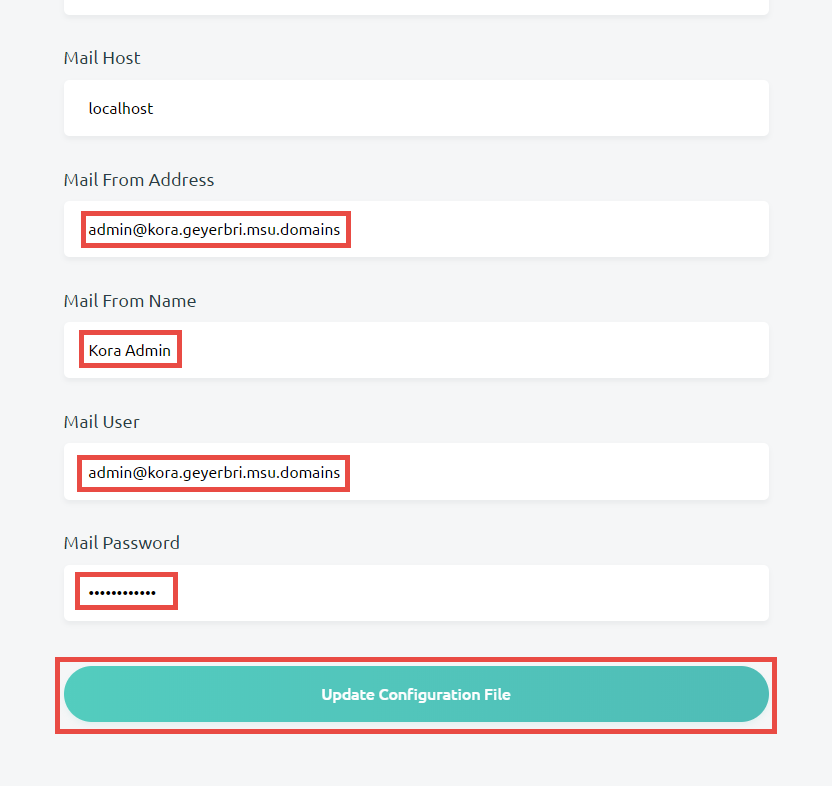 Mail Host
localhost
Mail From Address
admin@kora.geyerbri.msu.domains
Mail From Name
Kora Admin
Mail User
admin@kora.geyerbri.msu.domains
Mail Password
••••••••••••
Update Configuration File